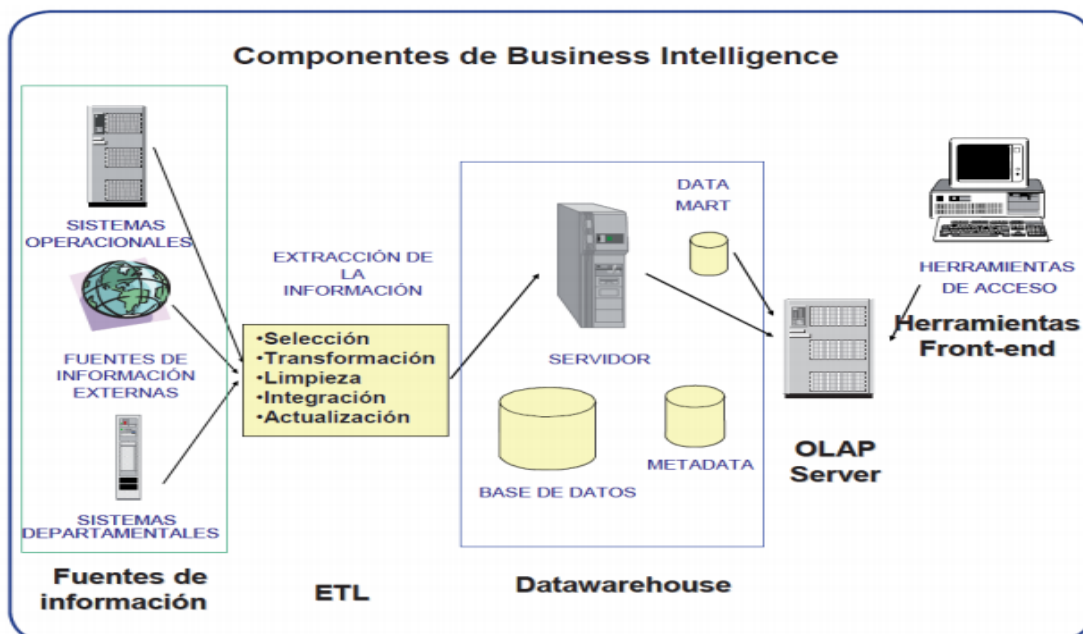 Componentes de Business Intelligence
SISTEMAS
OPERACIONALES
FUENTES DE
INFORMACIÓN
EXTERNAS
SISTEMAS
DEPARTAMENTALES
Fuentes de
información
EXTRACCIÓN DE
LA
INFORMACIÓN
•Selección
•Transformación
•Limpieza
•Integración
•Actualización
ETL
DATA
MART
SERVIDOR
BASE DE DATOS
METADATA
Datawarehouse
OLAP
Server
HERRAMIENTAS
DE ACCESO
Herramientas
Front-end